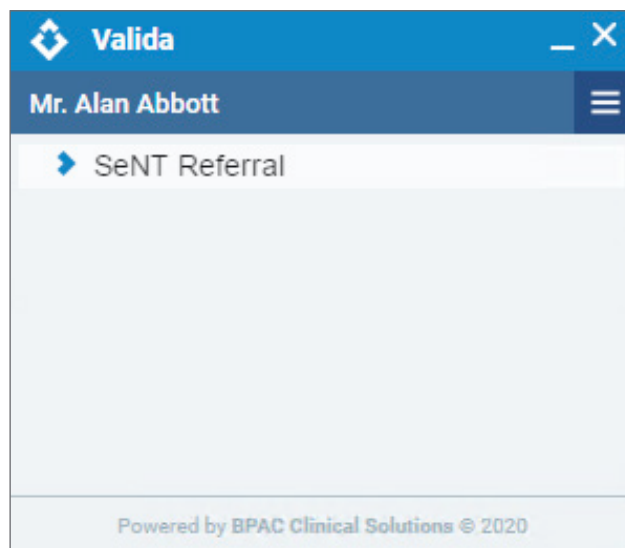 Valida
Mr. Alan Abbott
SeNT Referral
Powered by BPAC Clinical Solutions © 2020